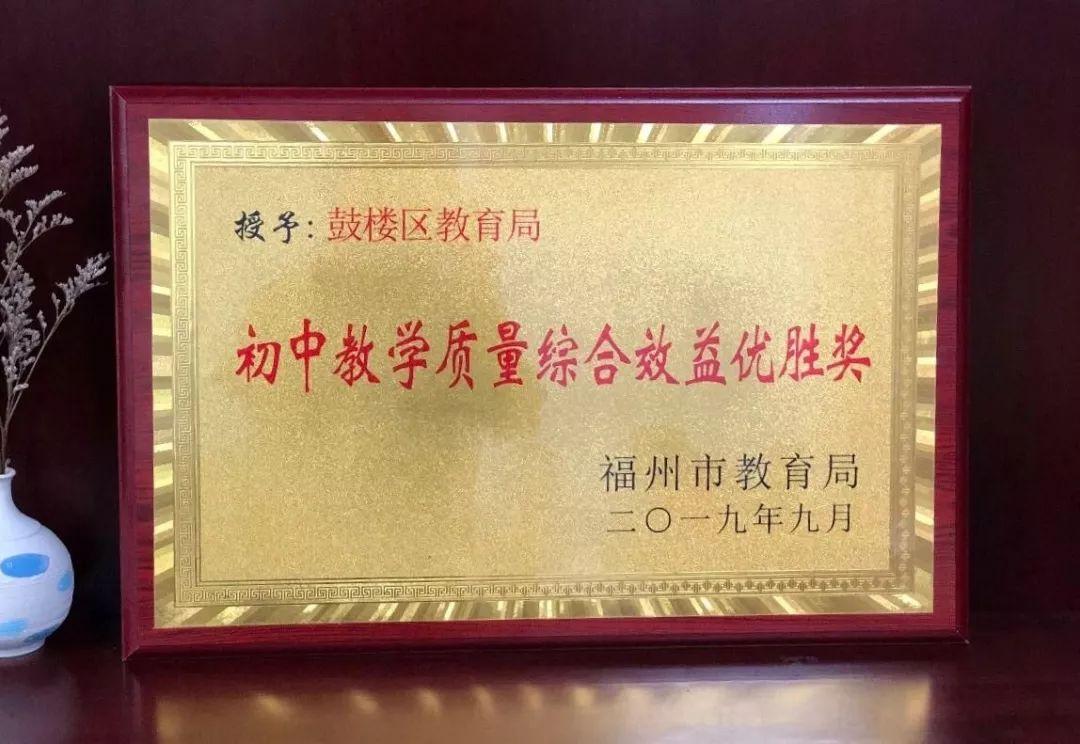 授予：鼓楼区教育局
初中教学质量综合效益优胜奖
福州市教育局
二〇一九年九月